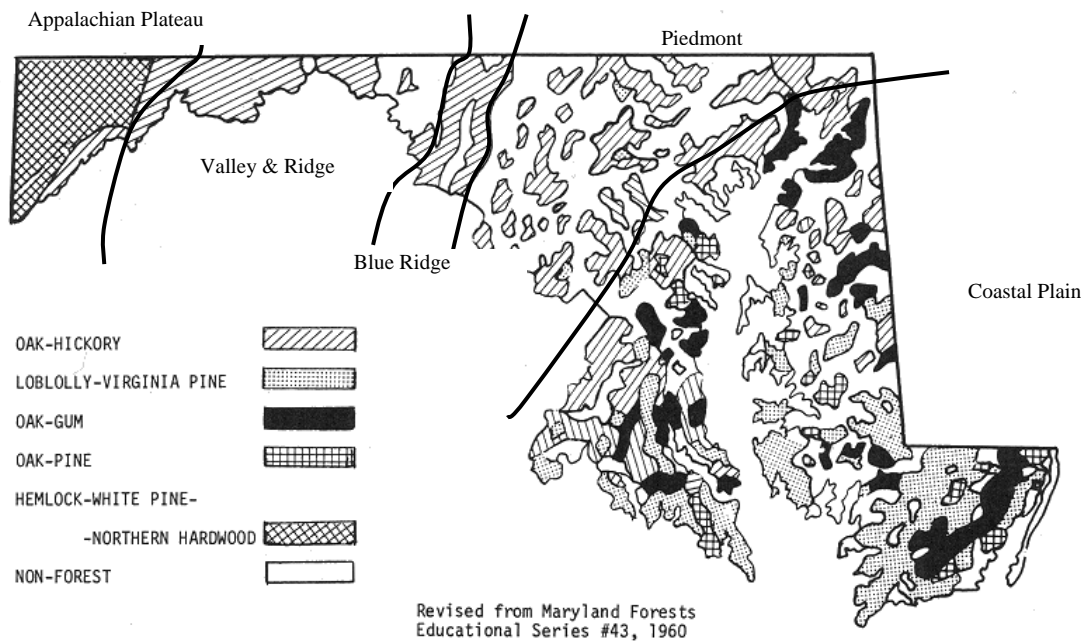 Appalachian Plateau
Piedmont
Valley & Ridge
Blue Ridge
Coastal Plain
OAK-HICKORY
LOBLOLLY-VIRGINIA PINE
OAK-GUM
OAK-PINE
HEMLOCK-WHITE PINE-
-NORTHERN HARDWOOD
NON-FOREST
Revised from Maryland Forests
Educational Series #43, 1960